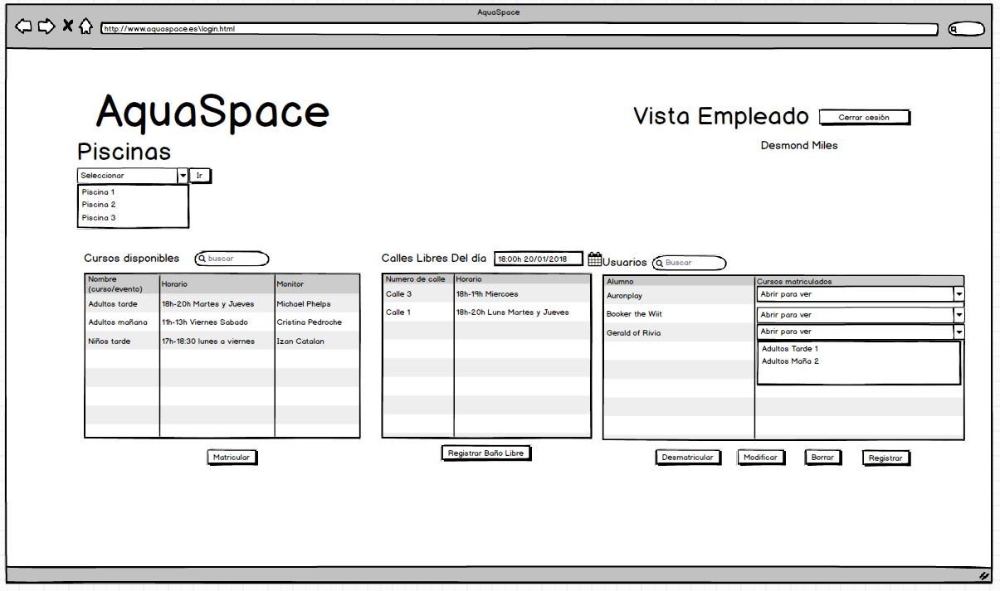 AquaSpace
http://www.aquaspace.es\login.html
AquaSpace
Vista Empleado
Cerrar cesión
Desmond Miles
Piscinas
Seleccionar
Ir
Piscina 1
Piscina 2
Piscina 3
Cursos disponibles
buscar
Nombre
(curso/evento)
Horario
Monitor
Adultos tarde
18h-20h Martes y Jueves
Michael Phelps
Adultos mañana
11h-13h Viernes Sabado
Cristina Pedroche
Niños tarde
17h-18:30 lunes a viernes
Izan Catalan
Matricular
Calles Libres Del día
18:00h 20/01/2018
Numero de calle
Horario
Calle 3
18h-19h Miercoes
Calle 1
18h-20h Luns Martes y Jueves
Registrar Baño Libre
Usuarios
Buscar
Alumno
Cursos matriculados
Auronplay
Abrir para ver
Booker the Wiit
Abrir para ver
Gerald of Rivia
Abrir para ver
Adultos Tarde 1
Adultos Maña 2
Desmatricular
Modificar
Borrar
Registrar